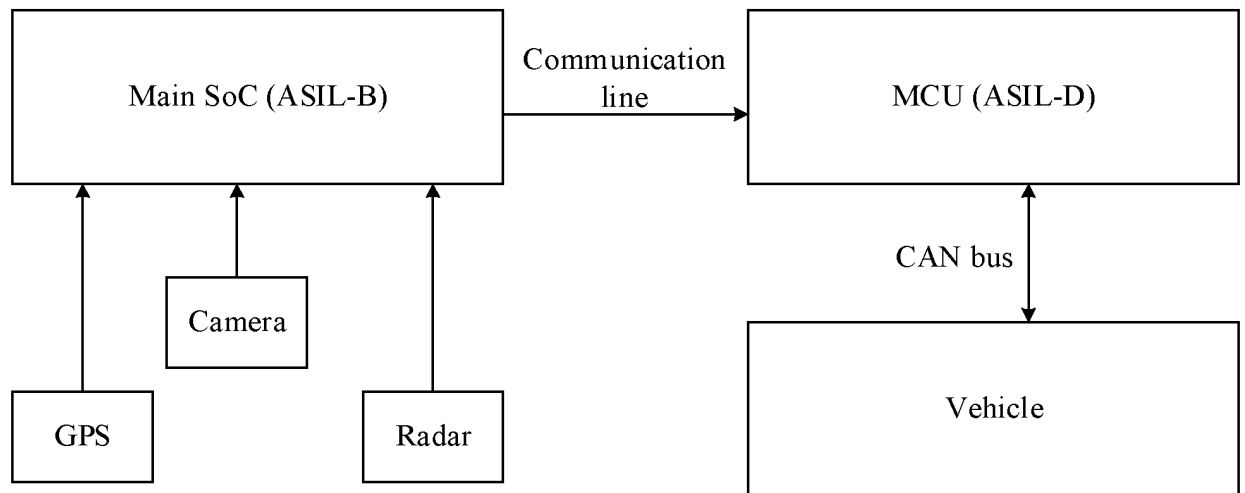 Main SoC (ASIL-B)
Communication
line
MCU (ASIL-D)
CAN bus
Camera
GPS
Radar
Vehicle